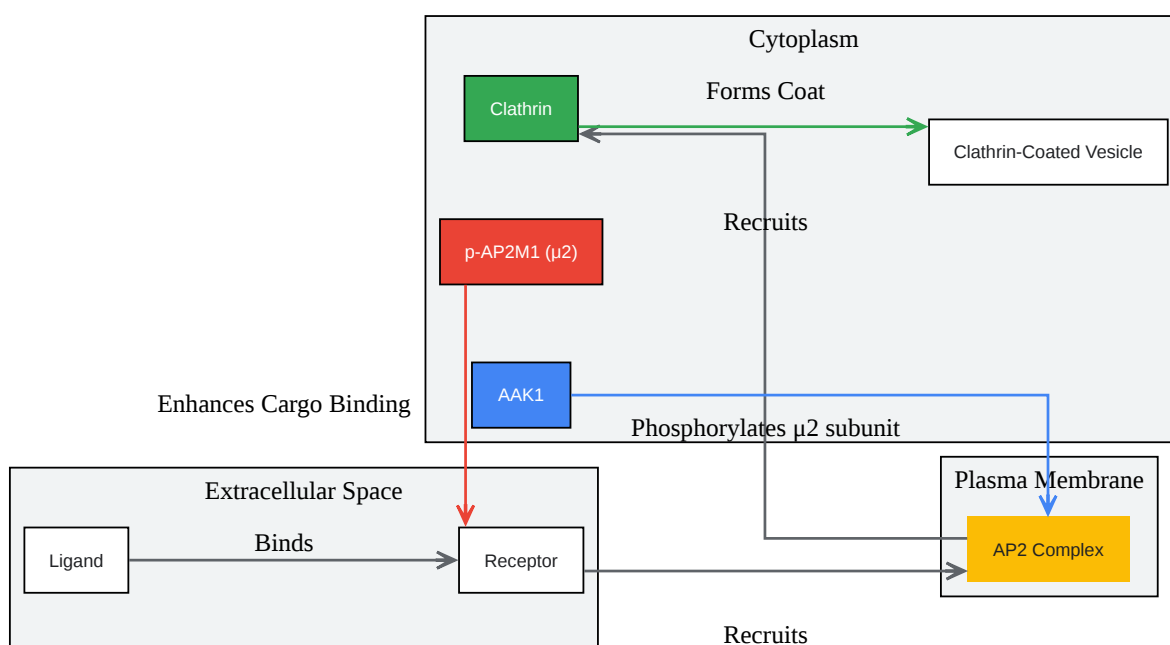 Cytoplasm
Clathrin
Forms Coat
Clathrin-Coated Vesicle
Recruits
p-AP2M1 (μ2)
AAK1
Enhances Cargo Binding
Phosphorylates μ2 subunit
Extracellular Space
Plasma Membrane
Ligand
Binds
Receptor
AP2 Complex
Recruits